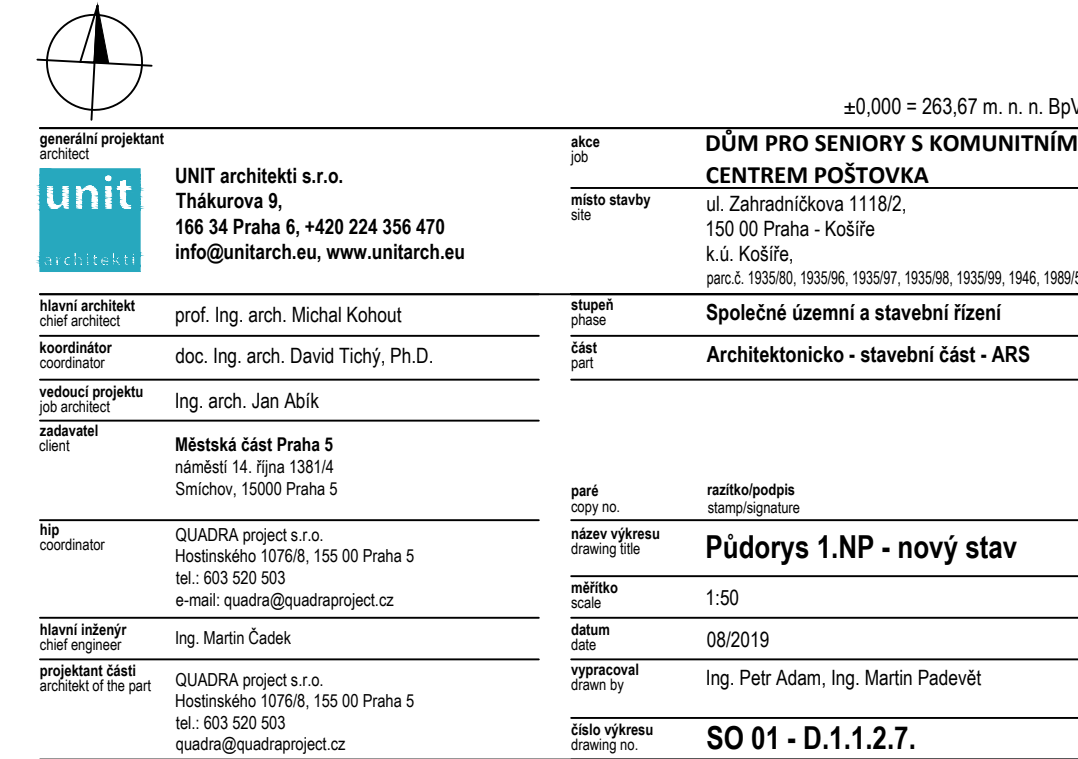 ±0,000 = 263,67 m. n. n. BpV
generální projektant
architect
unit
architekti
UNIT architekti s.r.o.
Thákurova 9,
166 34 Praha 6, +420 224 356 470
info@unitarch.eu, www.unitarch.eu
akce
job
DŮM PRO SENIORY S KOMUNITNÍM
CENTREM POŠTOVKA
místo stavby
site
ul. Zahradníčkova 1118/2,
150 00 Praha - Košíře
k.ú. Košíře,
parc.č. 1935/80, 1935/96, 1935/97, 1935/98, 1935/99, 1946, 1989/5
hlavní architekt
chief architect
prof. Ing. arch. Michal Kohout
stupeň
phase
Společné územní a stavební řízení
koordinátor
coordinator
doc. Ing. arch. David Tichý, Ph.D.
část
part
Architektonicko - stavební část - ARS
vedoucí projektu
job architect
Ing. arch. Jan Abík
zadavatel
client
Městská část Praha 5
náměstí 14. října 1381/4
Smíchov, 15000 Praha 5
paré
copy no.
razítko/podpis
stamp/signature
hip
coordinator
QUADRA project s.r.o.
Hostinského 1076/8, 155 00 Praha 5
tel.: 603 520 503
e-mail: quadra@quadraproject.cz
název výkresu
drawing title
Půdorys 1.NP - nový stav
měřítko
scale
1:50
hlavní inženýr
chief engineer
Ing. Martin Čadek
datum
date
08/2019
projektant části
architekt of the part
QUADRA project s.r.o.
Hostinského 1076/8, 155 00 Praha 5
tel.: 603 520 503
quadra@quadraproject.cz
vypracoval
drawn by
Ing. Petr Adam, Ing. Martin Padevět
číslo výkresu
drawing no.
SO 01 - D.1.1.2.7.